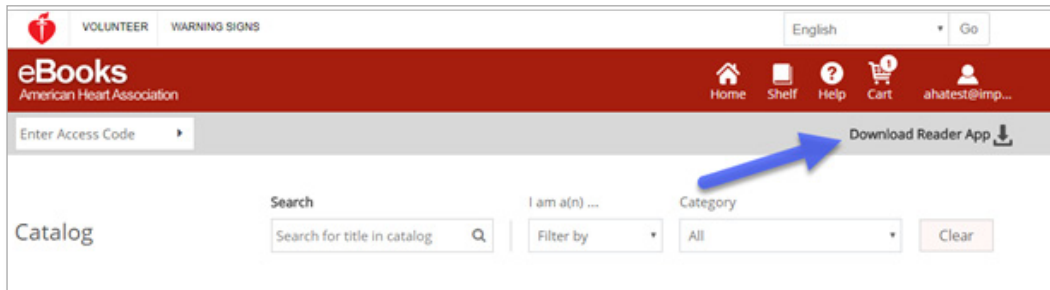 VOLUNTEER WARNING SIGNS English Go
eBooks
American Heart Association
1
Home Shelf Help Cart ahatest@imp...
Enter Access Code Download Reader App
Search I am a(n) ... Category
Catalog Search for title in catalog Filter by All Clear